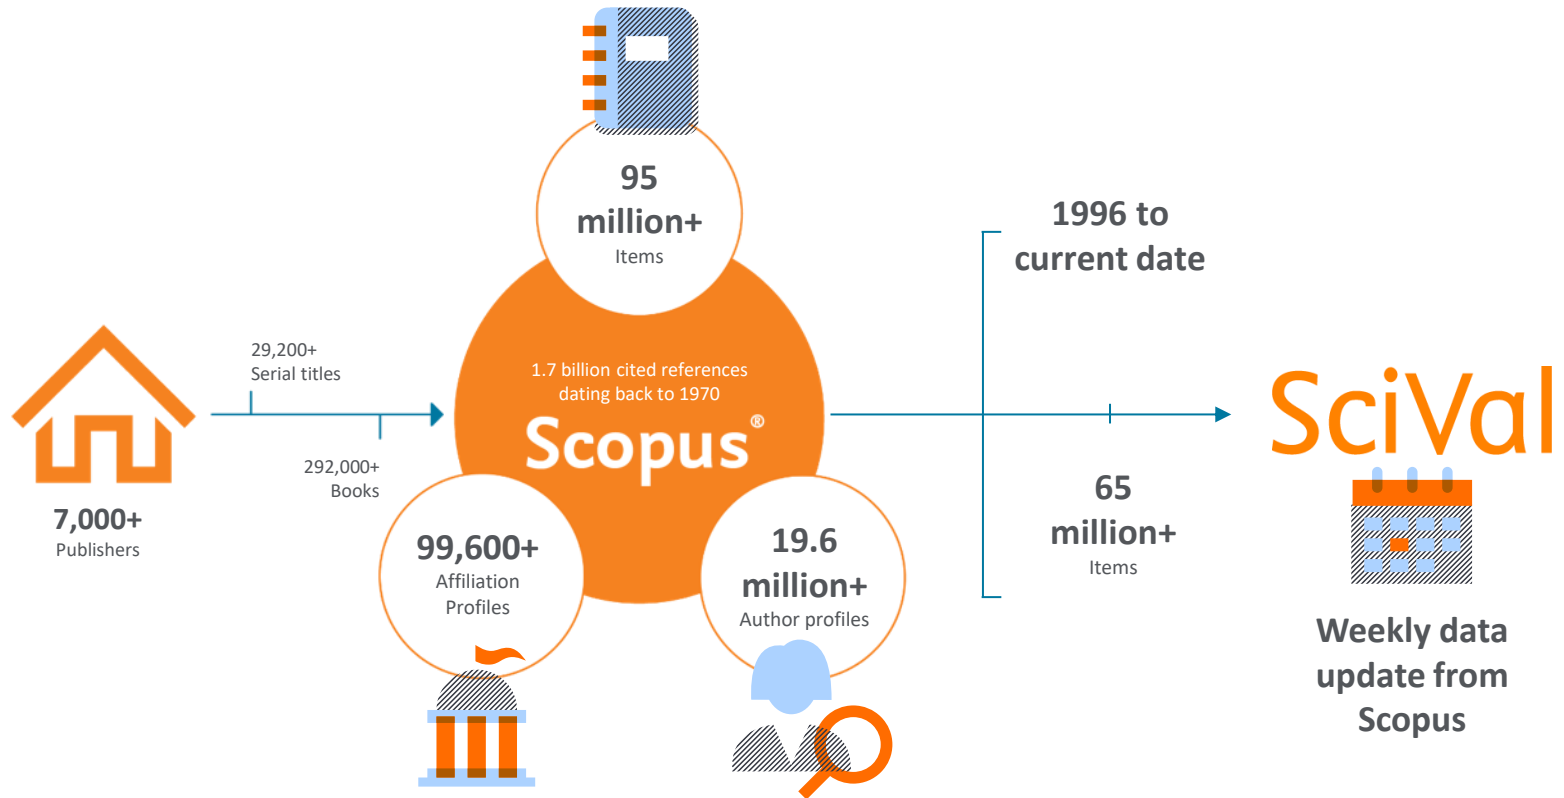 7,000+
Publishers
29,200+
Serial titles
292,000+
Books
95
million+
Items
1.7 billion cited references
dating back to 1970
Scopus®
99,600+
Affiliation
Profiles
19.6
million+
Author profiles
1996 to
current date
65
million+
Items
SciVal
Weekly data
update from
Scopus